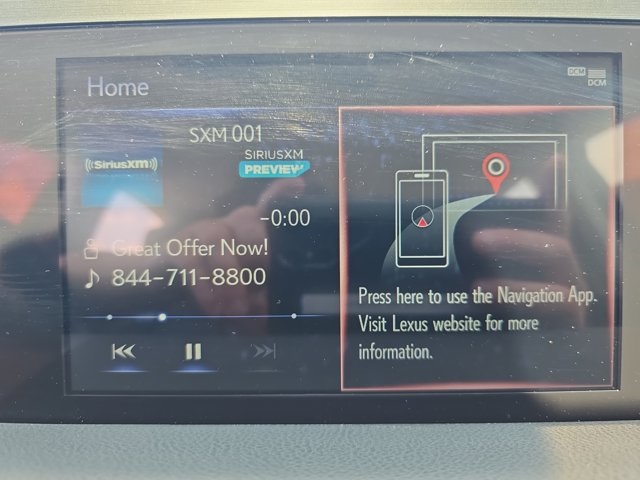 Home
DCM
DCM
SXM 001
((SiriusXM))
SIRIUSXM
PREVIEW
-0:00
Great Offer Now!
844-711-8800
Press here to use the Navigation App.
Visit Lexus website for more
information.